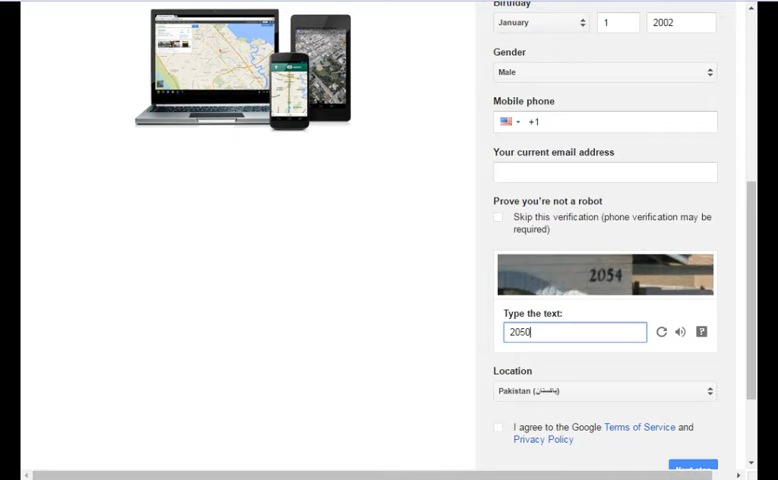 Birthday
January 1 2002
Gender
Male
Mobile phone
+1
Your current email address
Prove you're not a robot
Skip this verification (phone verification may be
required)
2054
Type the text:
2050
?
Location
Pakistan (پاکستان)
I agree to the Google Terms of Service and
Privacy Policy
Next step